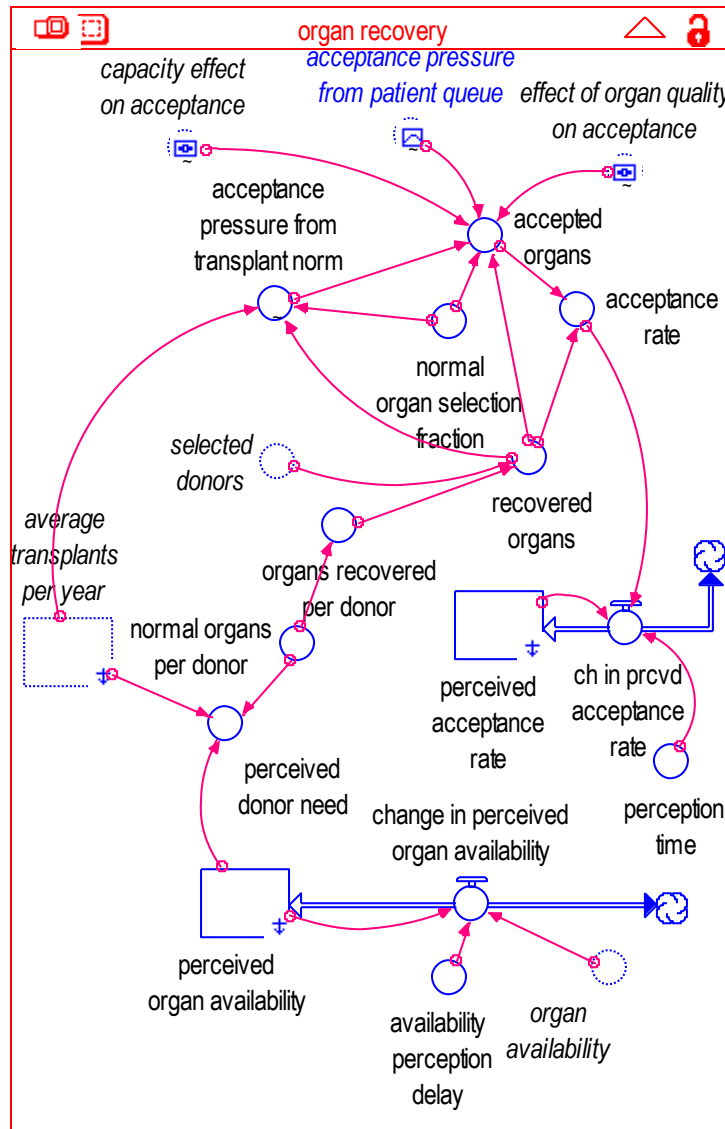 organ recovery
capacity effect
on acceptance
acceptance pressure
from patient queue
effect of organ quality
on acceptance
acceptance
pressure from
transplant norm
accepted
organs
acceptance
rate
normal
organ selection
fraction
selected
donors
recovered
organs
average
transplants
per year
organs recovered
per donor
normal organs
per donor
perceived
acceptance
rate
ch in prcvd
acceptance
rate
perceived
donor need
change in perceived
organ availability
perception
time
perceived
organ availability
availability
perception
delay
organ
availability